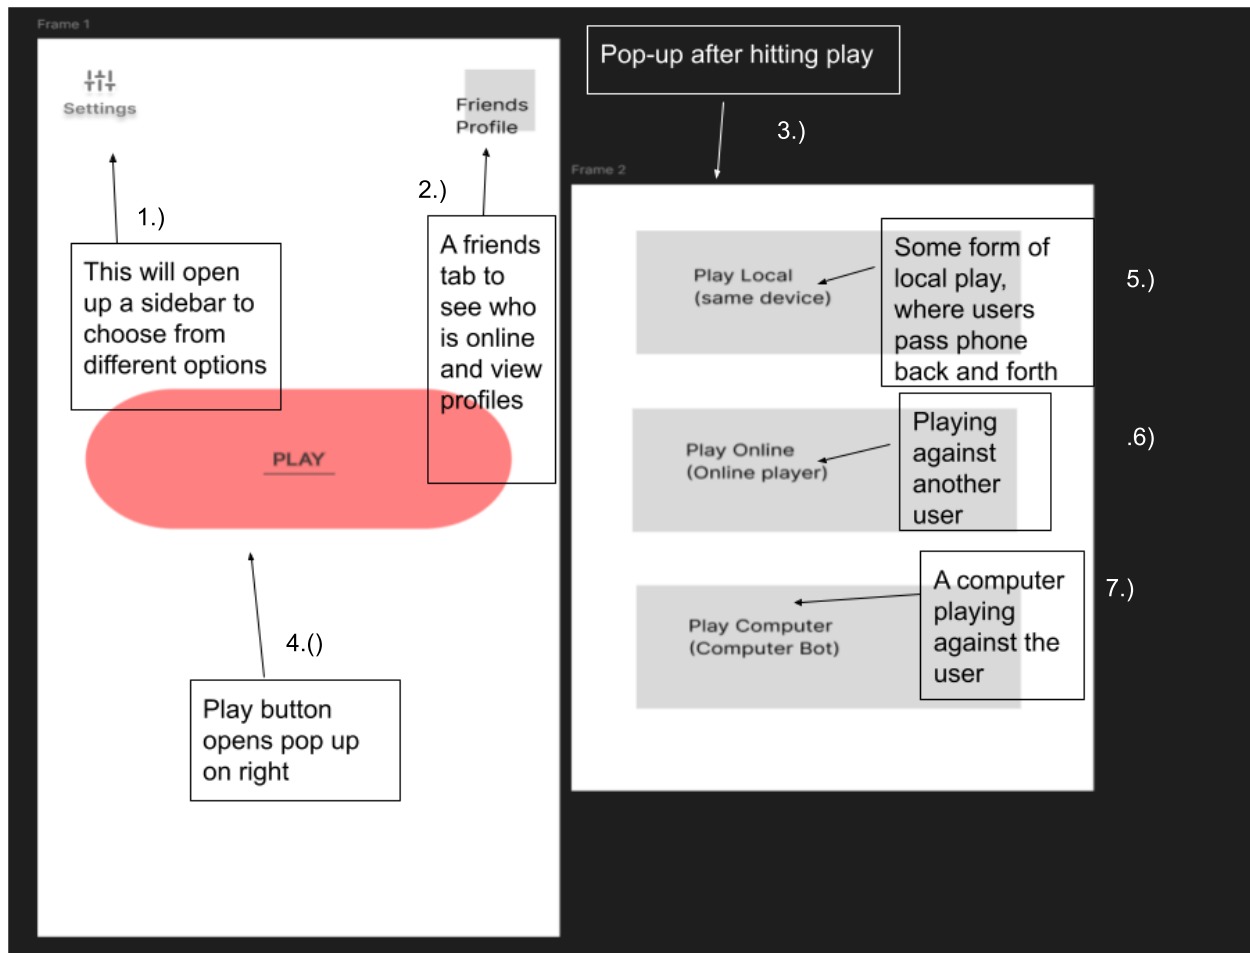 Frame 1
Settings
Friends
Profile
1.)
2.)
This will open
up a sidebar to
choose from
different options
A friends
tab to
see who
is online
and view
profiles
PLAY
4.()
Play button
opens pop up
on right
Pop-up after hitting play
3.)
Frame 2
Play Local
(same device)
Some form of
local play,
where users
pass phone
back and forth
5.)
Play Online
(Online player)
Playing
against
another
user
.6)
Play Computer
(Computer Bot)
A computer
playing
against the
user
7.)